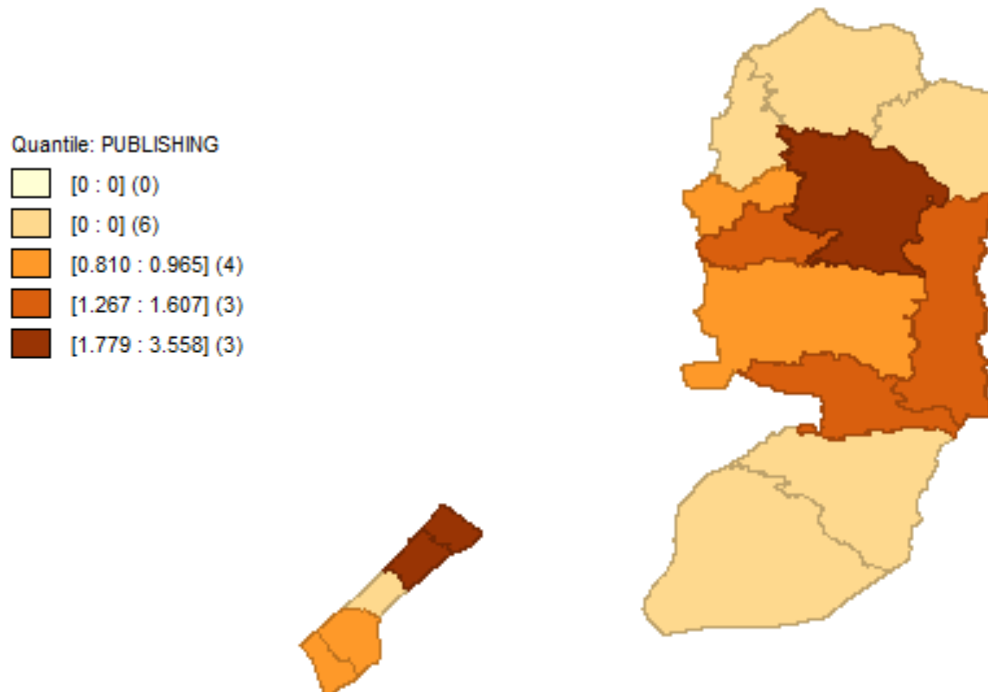 Quantile: PUBLISHING
[0 : 0] (0)
[0 : 0] (6)
[0.810 : 0.965] (4)
[1.267 : 1.607] (3)
[1.779 : 3.558] (3)